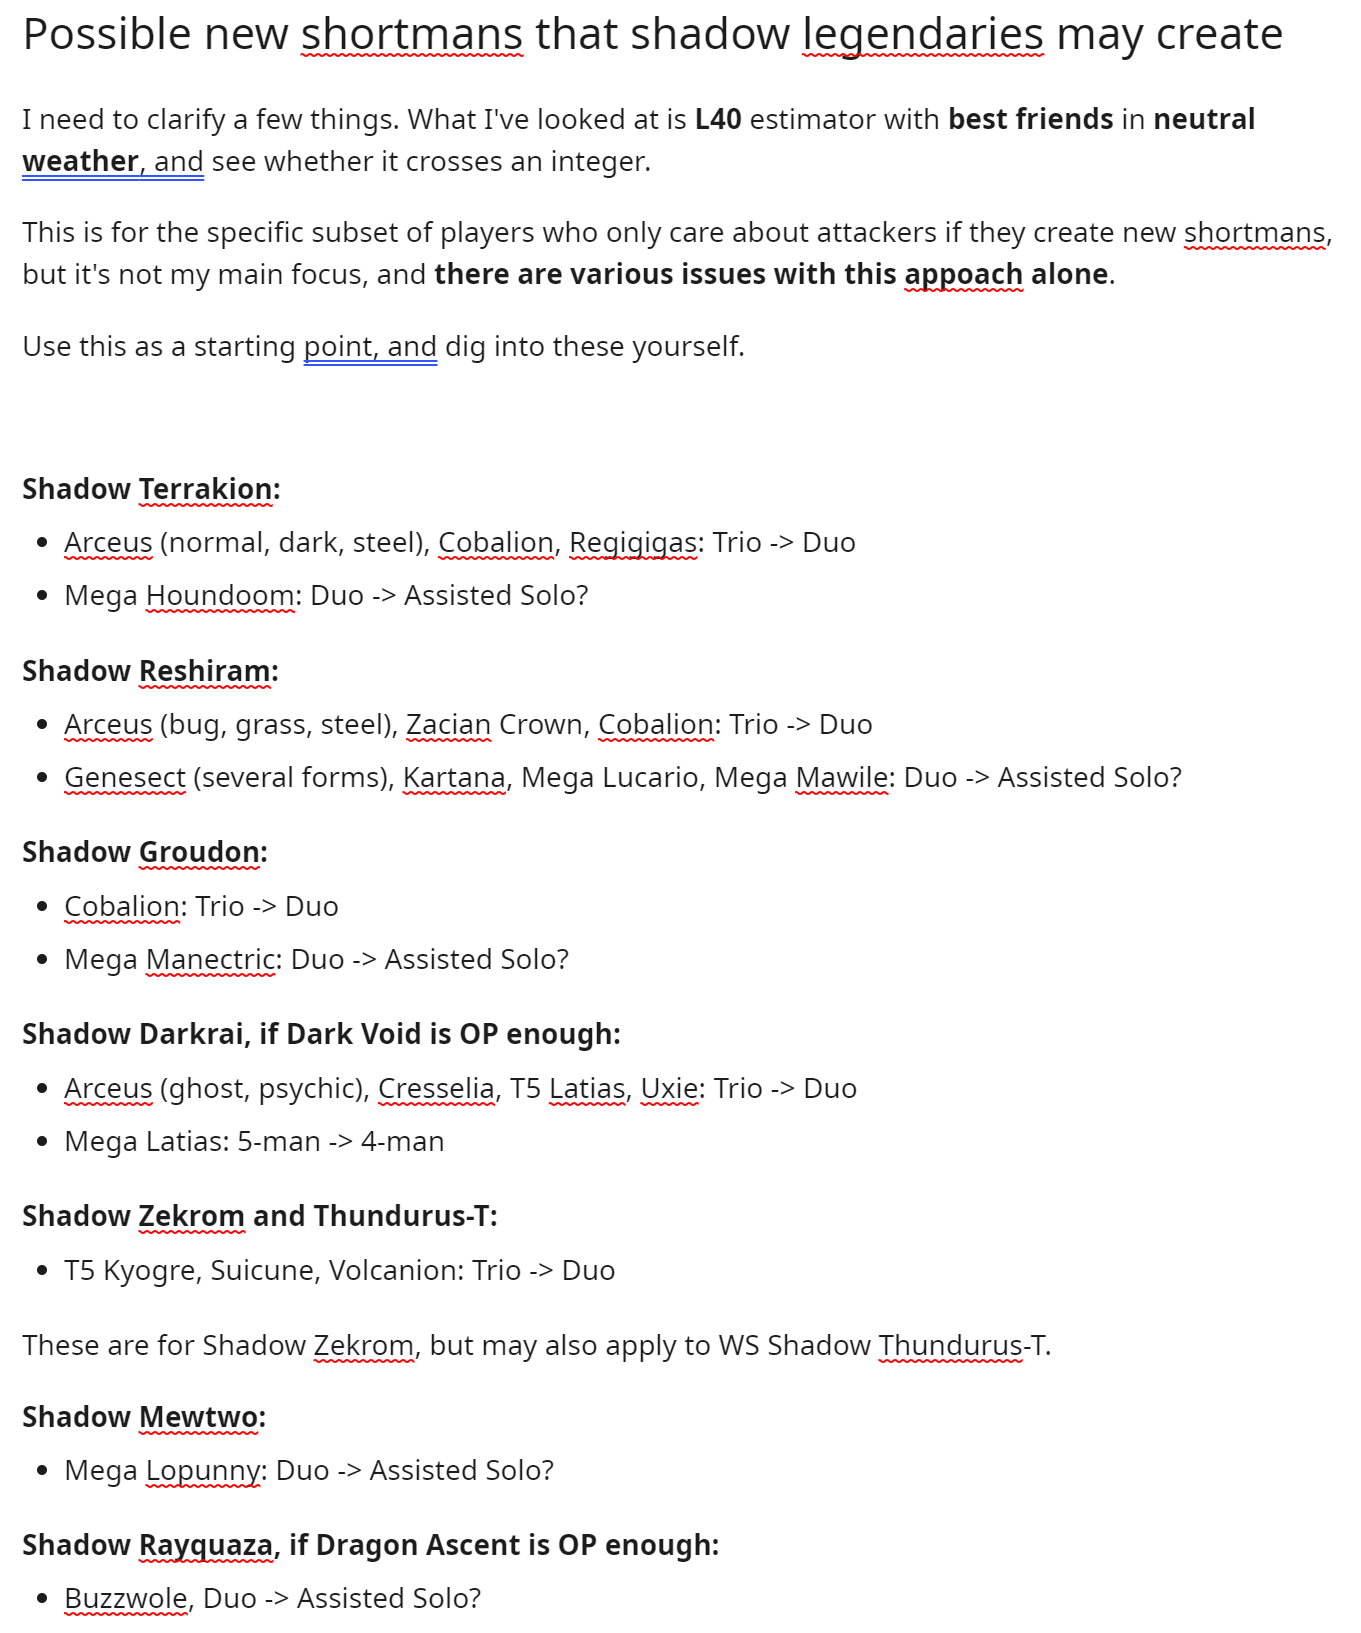 Possible new shortmans that shadow legendaries may create
I need to clarify a few things. What I've looked at is L40 estimator with best friends in neutral
weather, and see whether it crosses an integer.
This is for the specific subset of players who only care about attackers if they create new shortmans,
but it's not my main focus, and there are various issues with this appoach alone.
Use this as a starting point, and dig into these yourself.
Shadow Terrakion:
• Arceus (normal, dark, steel), Cobalion, Regigigas: Trio -> Duo
• Mega Houndoom: Duo -> Assisted Solo?
Shadow Reshiram:
• Arceus (bug, grass, steel), Zacian Crown, Cobalion: Trio -> Duo
• Genesect (several forms), Kartana, Mega Lucario, Mega Mawile: Duo -> Assisted Solo?
Shadow Groudon:
• Cobalion: Trio -> Duo
• Mega Manectric: Duo -> Assisted Solo?
Shadow Darkrai, if Dark Void is OP enough:
• Arceus (ghost, psychic), Cresselia, T5 Latias, Uxie: Trio -> Duo
• Mega Latias: 5-man -> 4-man
Shadow Zekrom and Thundurus-T:
• T5 Kyogre, Suicune, Volcanion: Trio -> Duo
These are for Shadow Zekrom, but may also apply to WS Shadow Thundurus-T.
Shadow Mewtwo:
• Mega Lopunny: Duo -> Assisted Solo?
Shadow Rayquaza, if Dragon Ascent is OP enough:
• Buzzwole, Duo -> Assisted Solo?